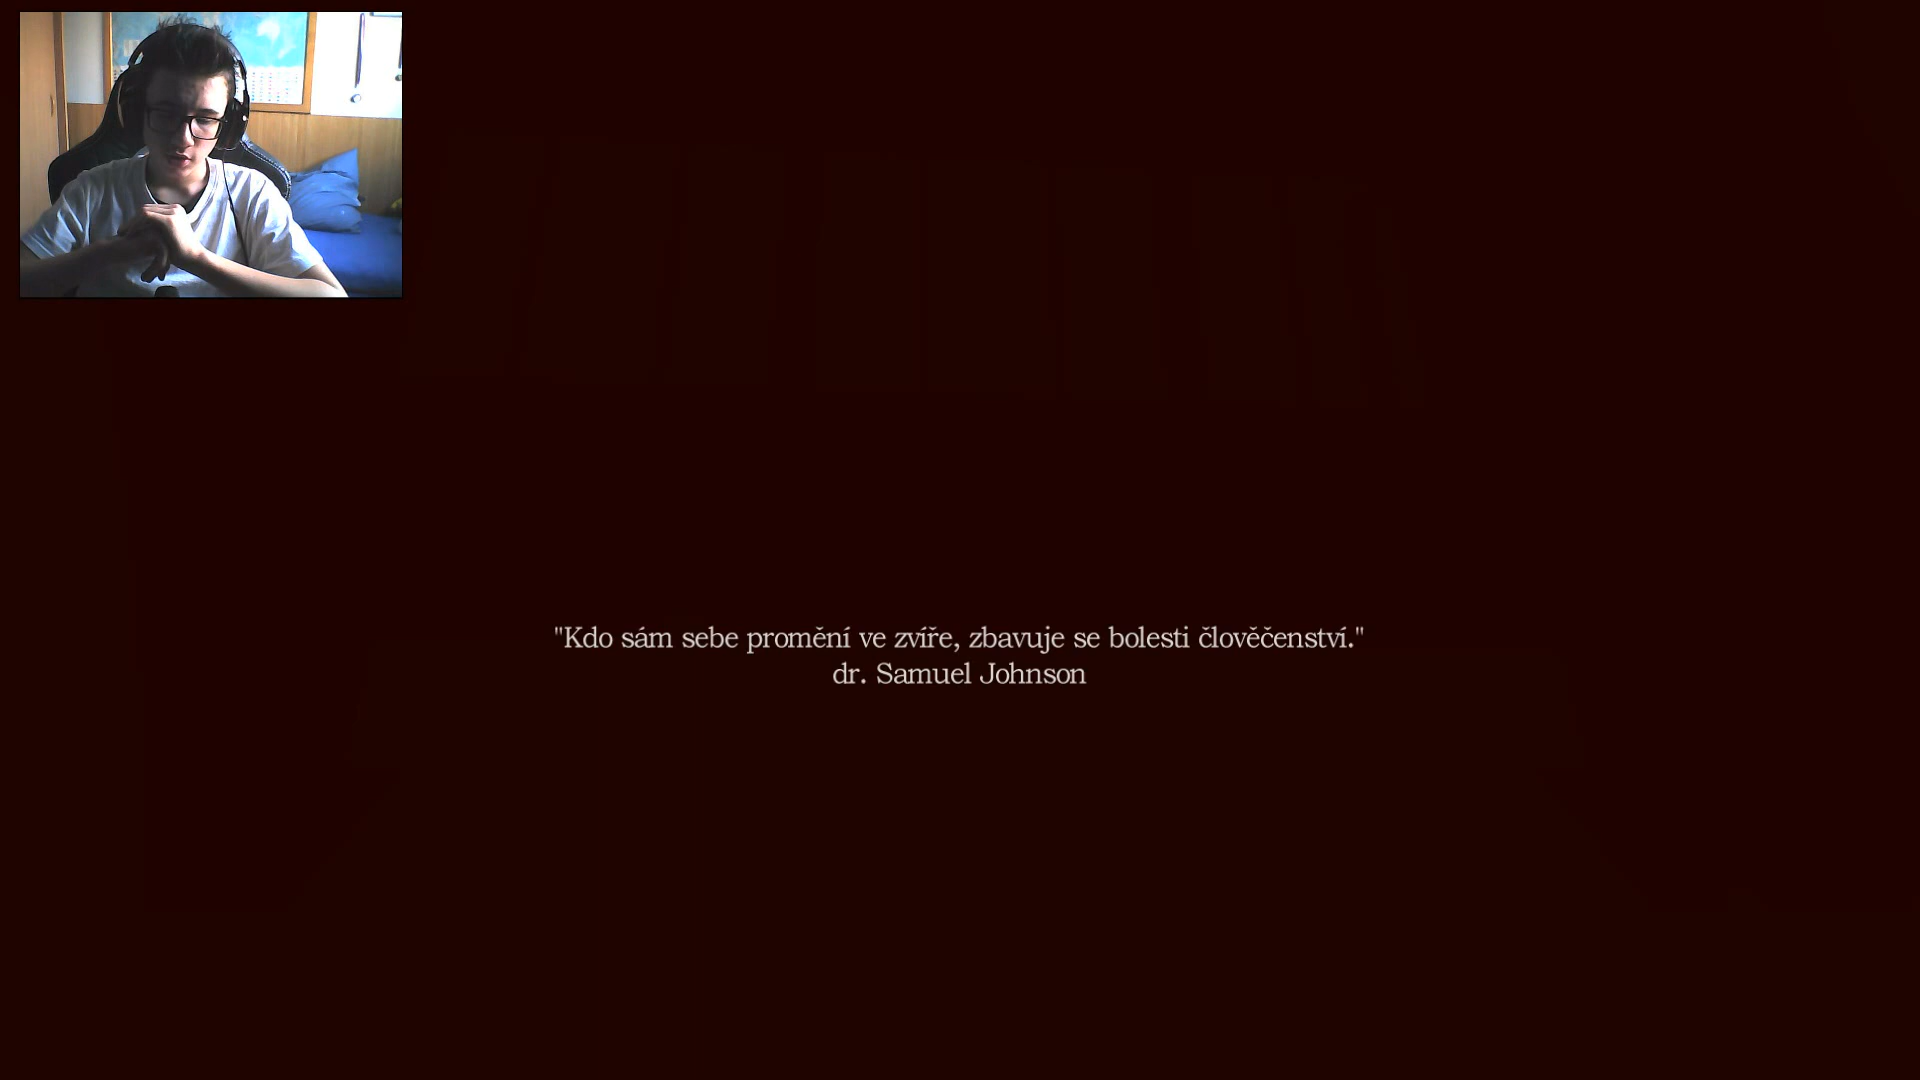 "Kdo sám sebe promění ve zvíře, zbavuje se bolesti člověčenství."
dr. Samuel Johnson